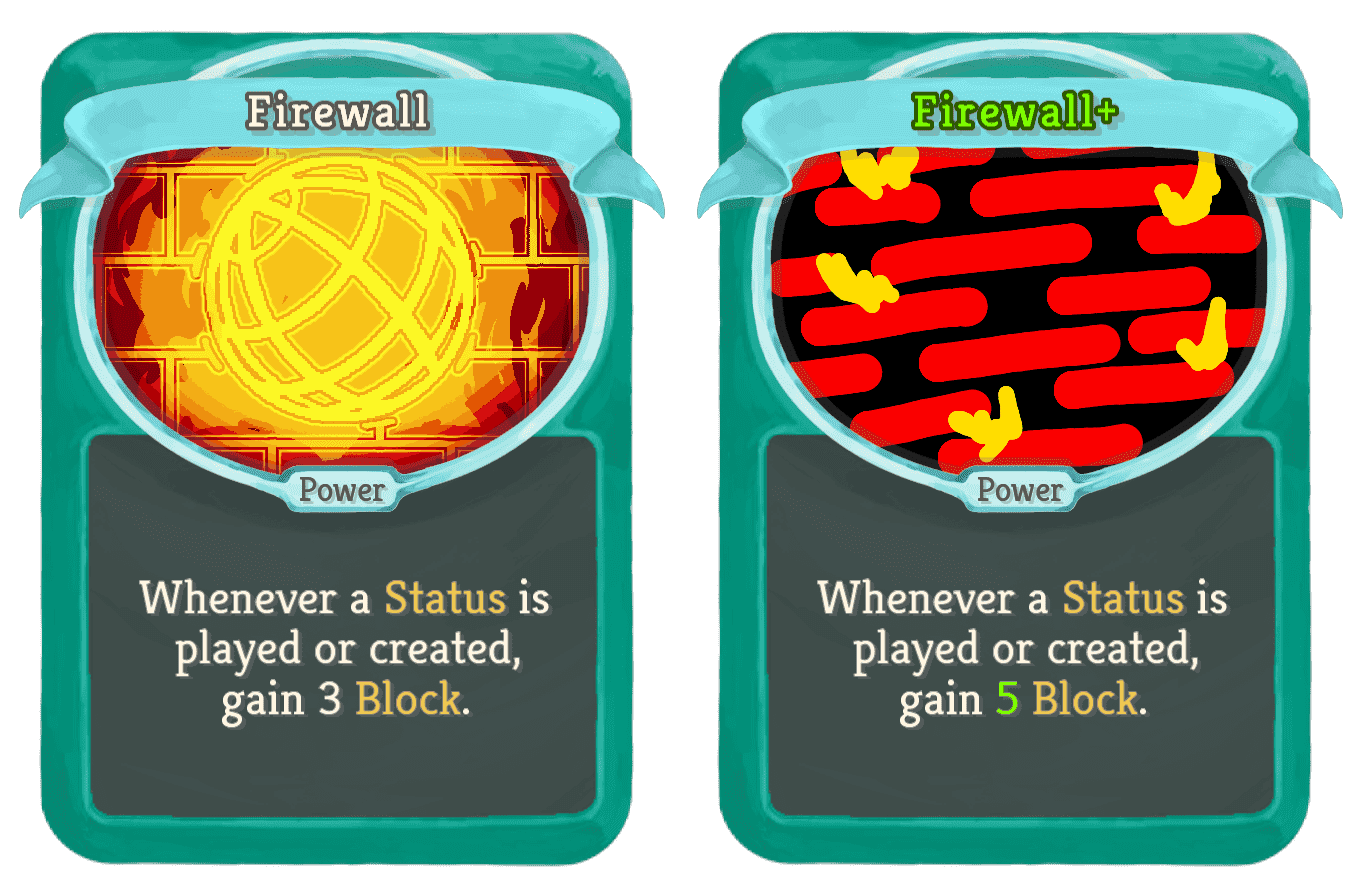 Firewall
Power
Whenever a Status is
played or created,
gain 3 Block.
Firewall+
Power
Whenever a Status is
played or created,
gain 5 Block.